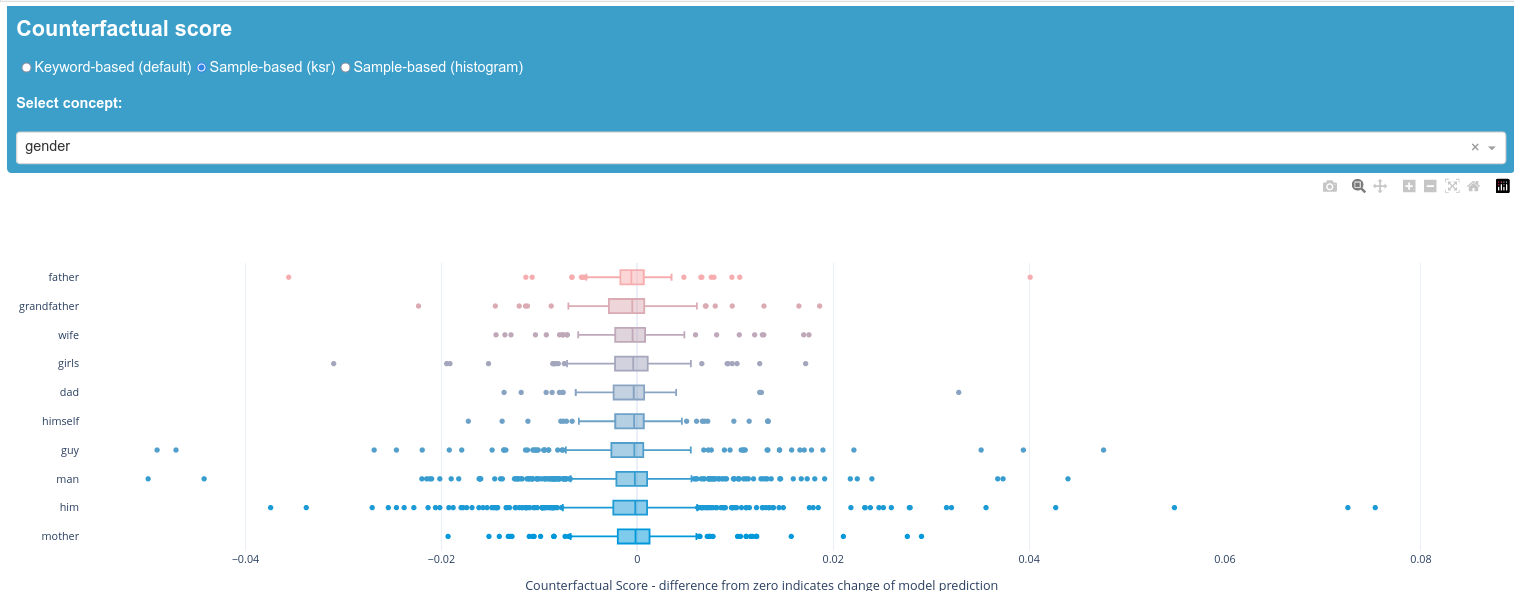 Counterfactual score
Keyword-based (default) Sample-based (ksr) Sample-based (histogram)
Select concept:
gender
father
grandfather
wife
girls
dad
himself
guy
man
him
mother
−0.04 −0.02 0 0.02 0.04 0.06 0.08
Counterfactual Score - difference from zero indicates change of model prediction